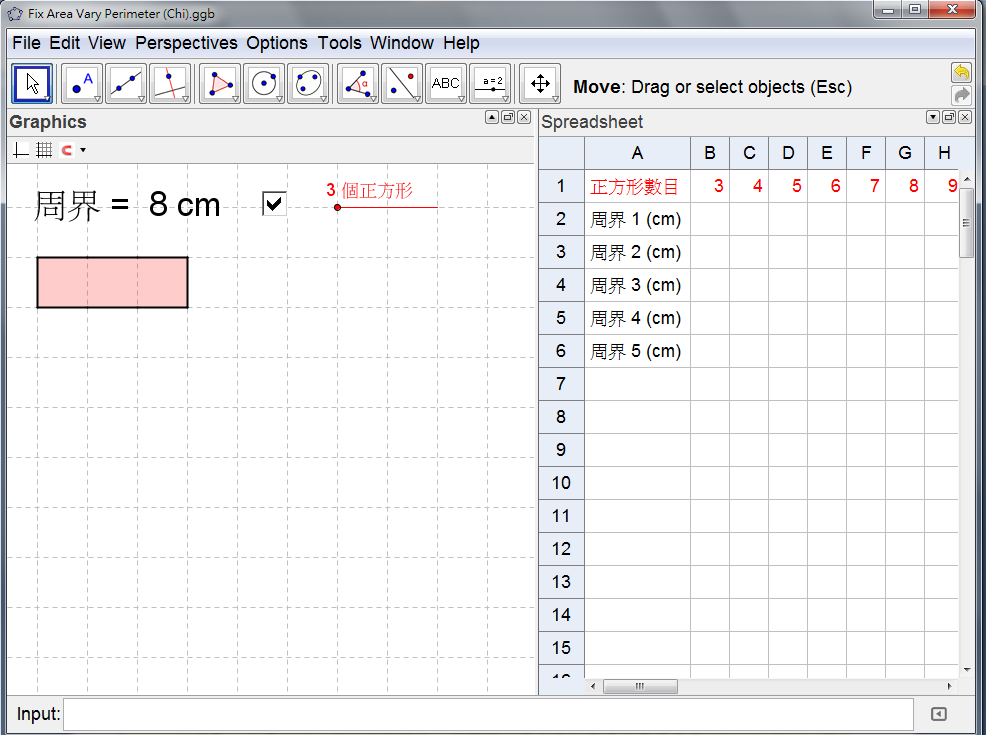 Fix Area Vary Perimeter (Chi).ggb
File Edit View Perspectives Options Tools Window Help
A
α
ABC
a=2
Move: Drag or select objects (Esc)
Graphics
周界 = 8 cm
3 個正方形
Spreadsheet
A B C D E F G H
1 正方形數目 3 4 5 6 7 8 9
2 周界 1 (cm)
3 周界 2 (cm)
4 周界 3 (cm)
5 周界 4 (cm)
6 周界 5 (cm)
7
8
9
10
11
12
13
14
15
16
Input: